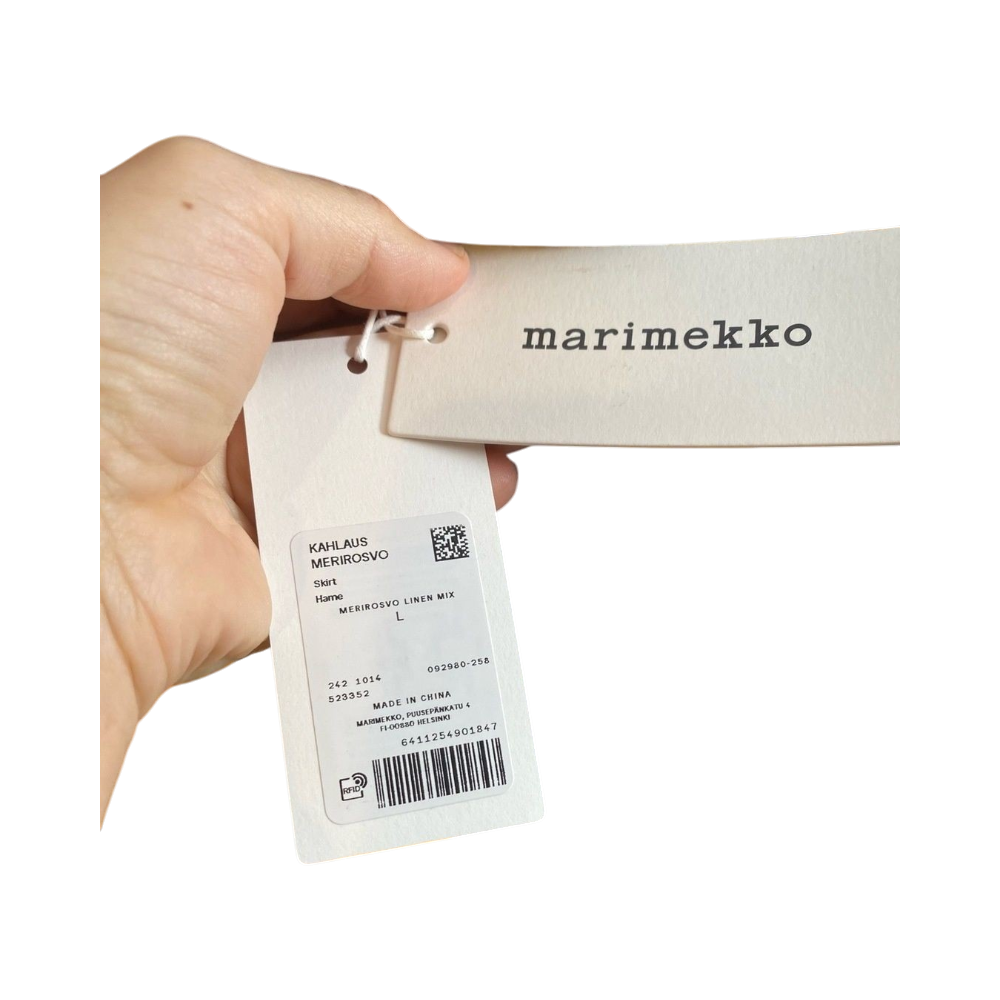 marimekko
KAHLAUS
MERIROSVO
Skirt
Hame
MERIROSVO LINEN MIX
L
092980-258
242 1014
523352
MADE IN CHINA
MARIMEKKO, PUUSEPÄNKATU 4
FI-00880 HELSINKI
6411254901847
RFID